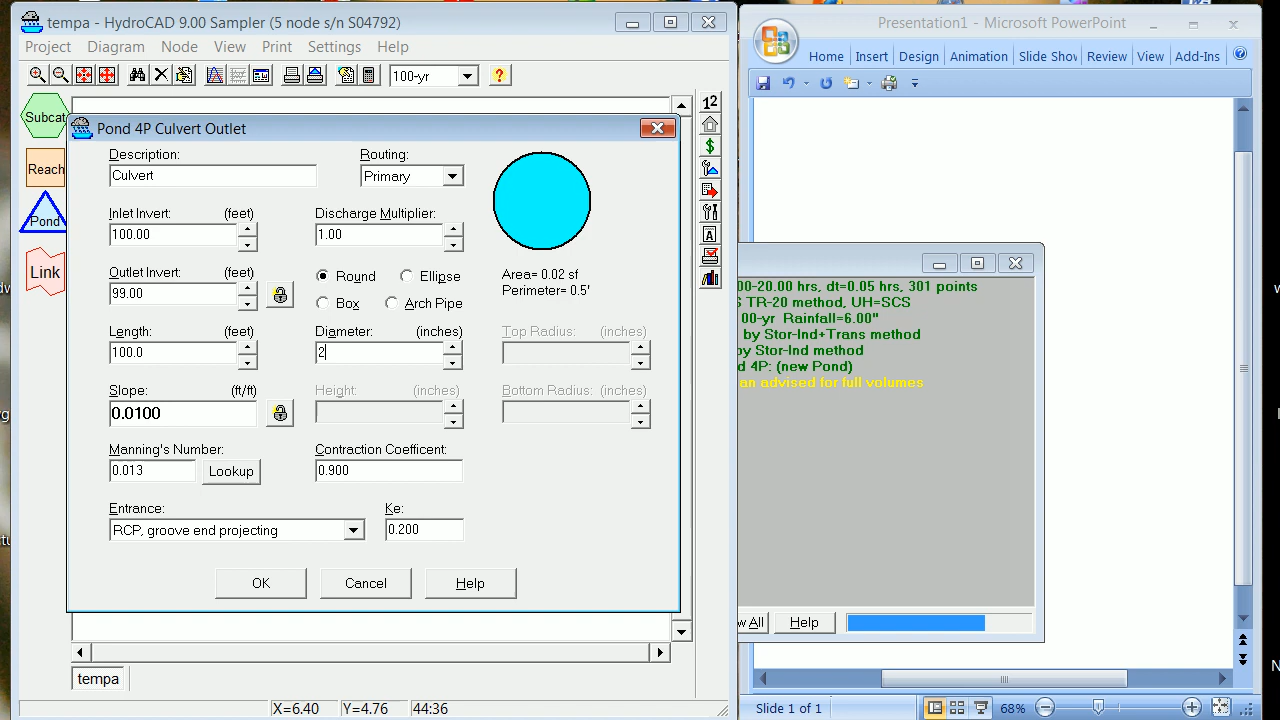 tempa - HydroCAD 9.00 Sampler (5 node s/n S04792)
Project Diagram Node View Print Settings Help
100-yr
?
Subcat
Reach
Pond
Link
Pond 4P Culvert Outlet
Description:
Culvert
Routing:
Primary
Inlet Invert: (feet)
100.00
Discharge Multiplier:
1.00
Outlet Invert: (feet)
99.00
Round
Ellipse
Box
Arch Pipe
Area= 0.02 sf
Perimeter= 0.5'
Length: (feet)
100.0
Diameter: (inches)
2
Top Radius: (inches)
Slope: (ft/ft)
0.0100
Height: (inches)
Bottom Radius: (inches)
Manning's Number:
0.013
Lookup
Contraction Coefficent:
0.900
Entrance:
RCP, groove end projecting
Ke:
0.200
OK
Cancel
Help
tempa
X=6.40 Y=4.76 44:36
12
$
A
Presentation1 - Microsoft PowerPoint
Home Insert Design Animation Slide Shov Review View Add-Ins
00-20.00 hrs, dt=0.05 hrs, 301 points
S TR-20 method, UH=SCS
00-yr Rainfall=6.00"
by Stor-Ind+Trans method
by Stor-Ind method
d 4P: (new Pond)
an advised for full volumes
w All
Help
Slide 1 of 1
68%